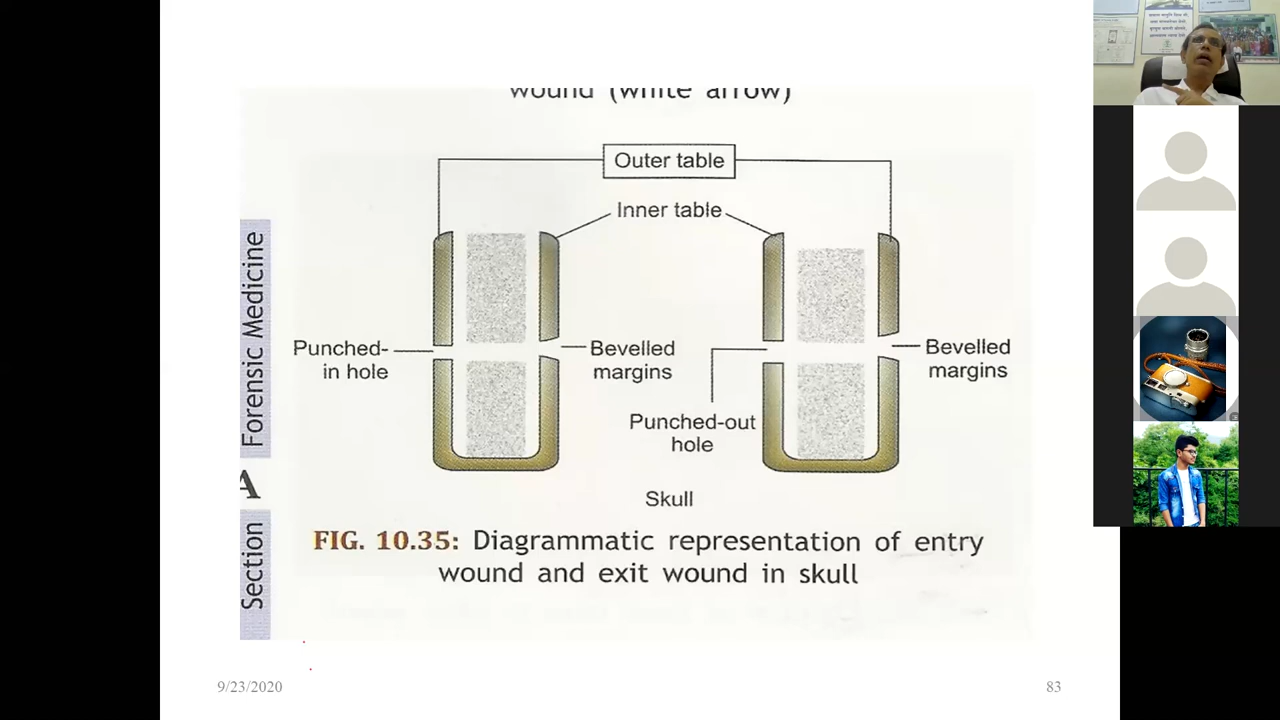 wound (white arrow)
Outer table
Inner table
Punched-
in hole
Bevelled
margins
Punched-out
hole
Bevelled
margins
Skull
FIG. 10.35: Diagrammatic representation of entry
wound and exit wound in skull
Forensic Medicine
A
Section
9/23/2020
83